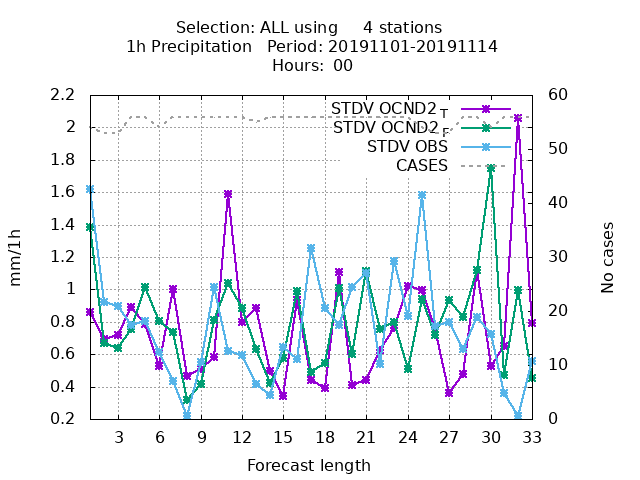 Selection: ALL using 4 stations
1h Precipitation Period: 20191101-20191114
Hours: 00
STDV OCND2_T
STDV OCND2_F
STDV OBS
CASES
2.2
2
1.8
1.6
1.4
1.2
1
0.8
0.6
0.4
0.2
mm/1h
60
50
40
30
20
10
0
No cases
3 6 9 12 15 18 21 24 27 30 33
Forecast length